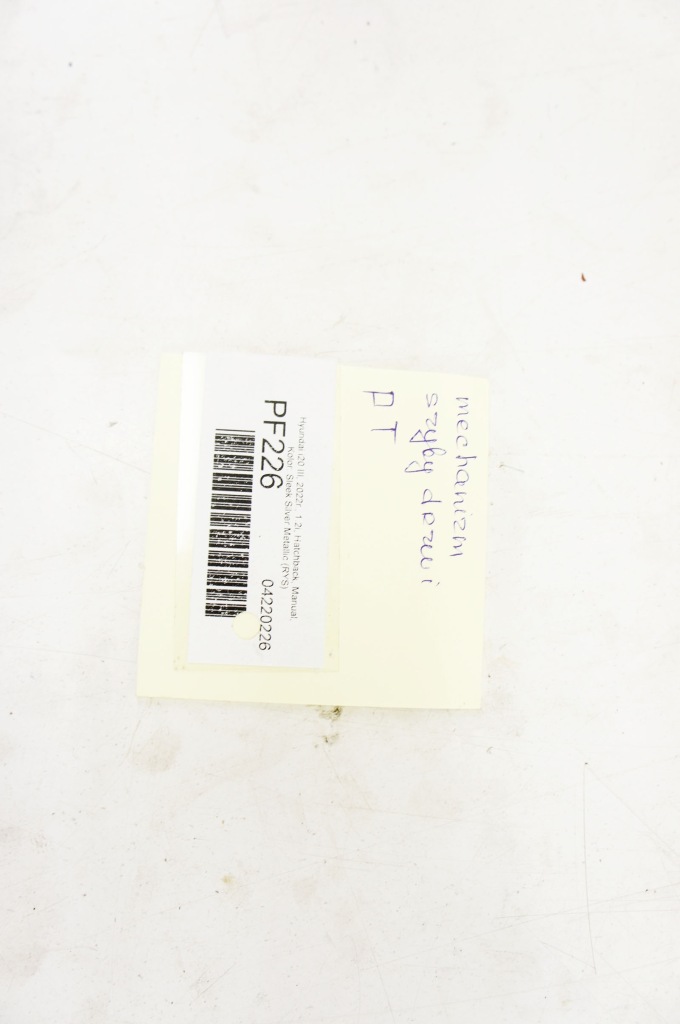 mechanizm
szyby drzwi
PT
Hyundai i20 III, 2022r., 1.2i, Hatchback, Manual,
Kolor: Sleek Silver Metallic (RYS)
PF226
04220226